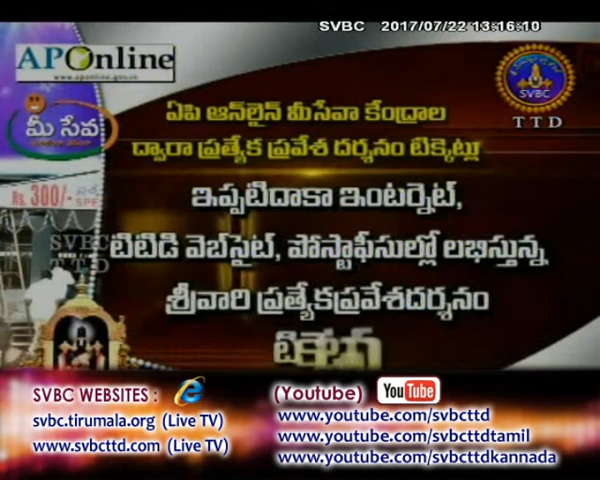 SVBC 2017/07/22 13:16:10
APOnline
www.aponline.gov.in
SVBC
TTD
మీ సేవ
ఏపి ఆన్‌లైన్ మీసేవా కేంద్రాల
ద్వారా ప్రత్యేక ప్రవేశ దర్శనం టిక్కెట్లు
Rs. 300/-
ఇప్పటిదాకా ఇంటర్నెట్,
SVBC
TTD
టిటిడి వెబ్‌సైట్, పోస్టాఫీసుల్లో లభిస్తున్న
శ్రీవారి ప్రత్యేకప్రవేశదర్శనం
SVBC WEBSITES :
svbc.tirumala.org (Live TV)
www.svbcttd.com (Live TV)
(Youtube) YouTube
www.youtube.com/svbcttd
www.youtube.com/svbcttdtamil
www.youtube.com/svbcttdkannada